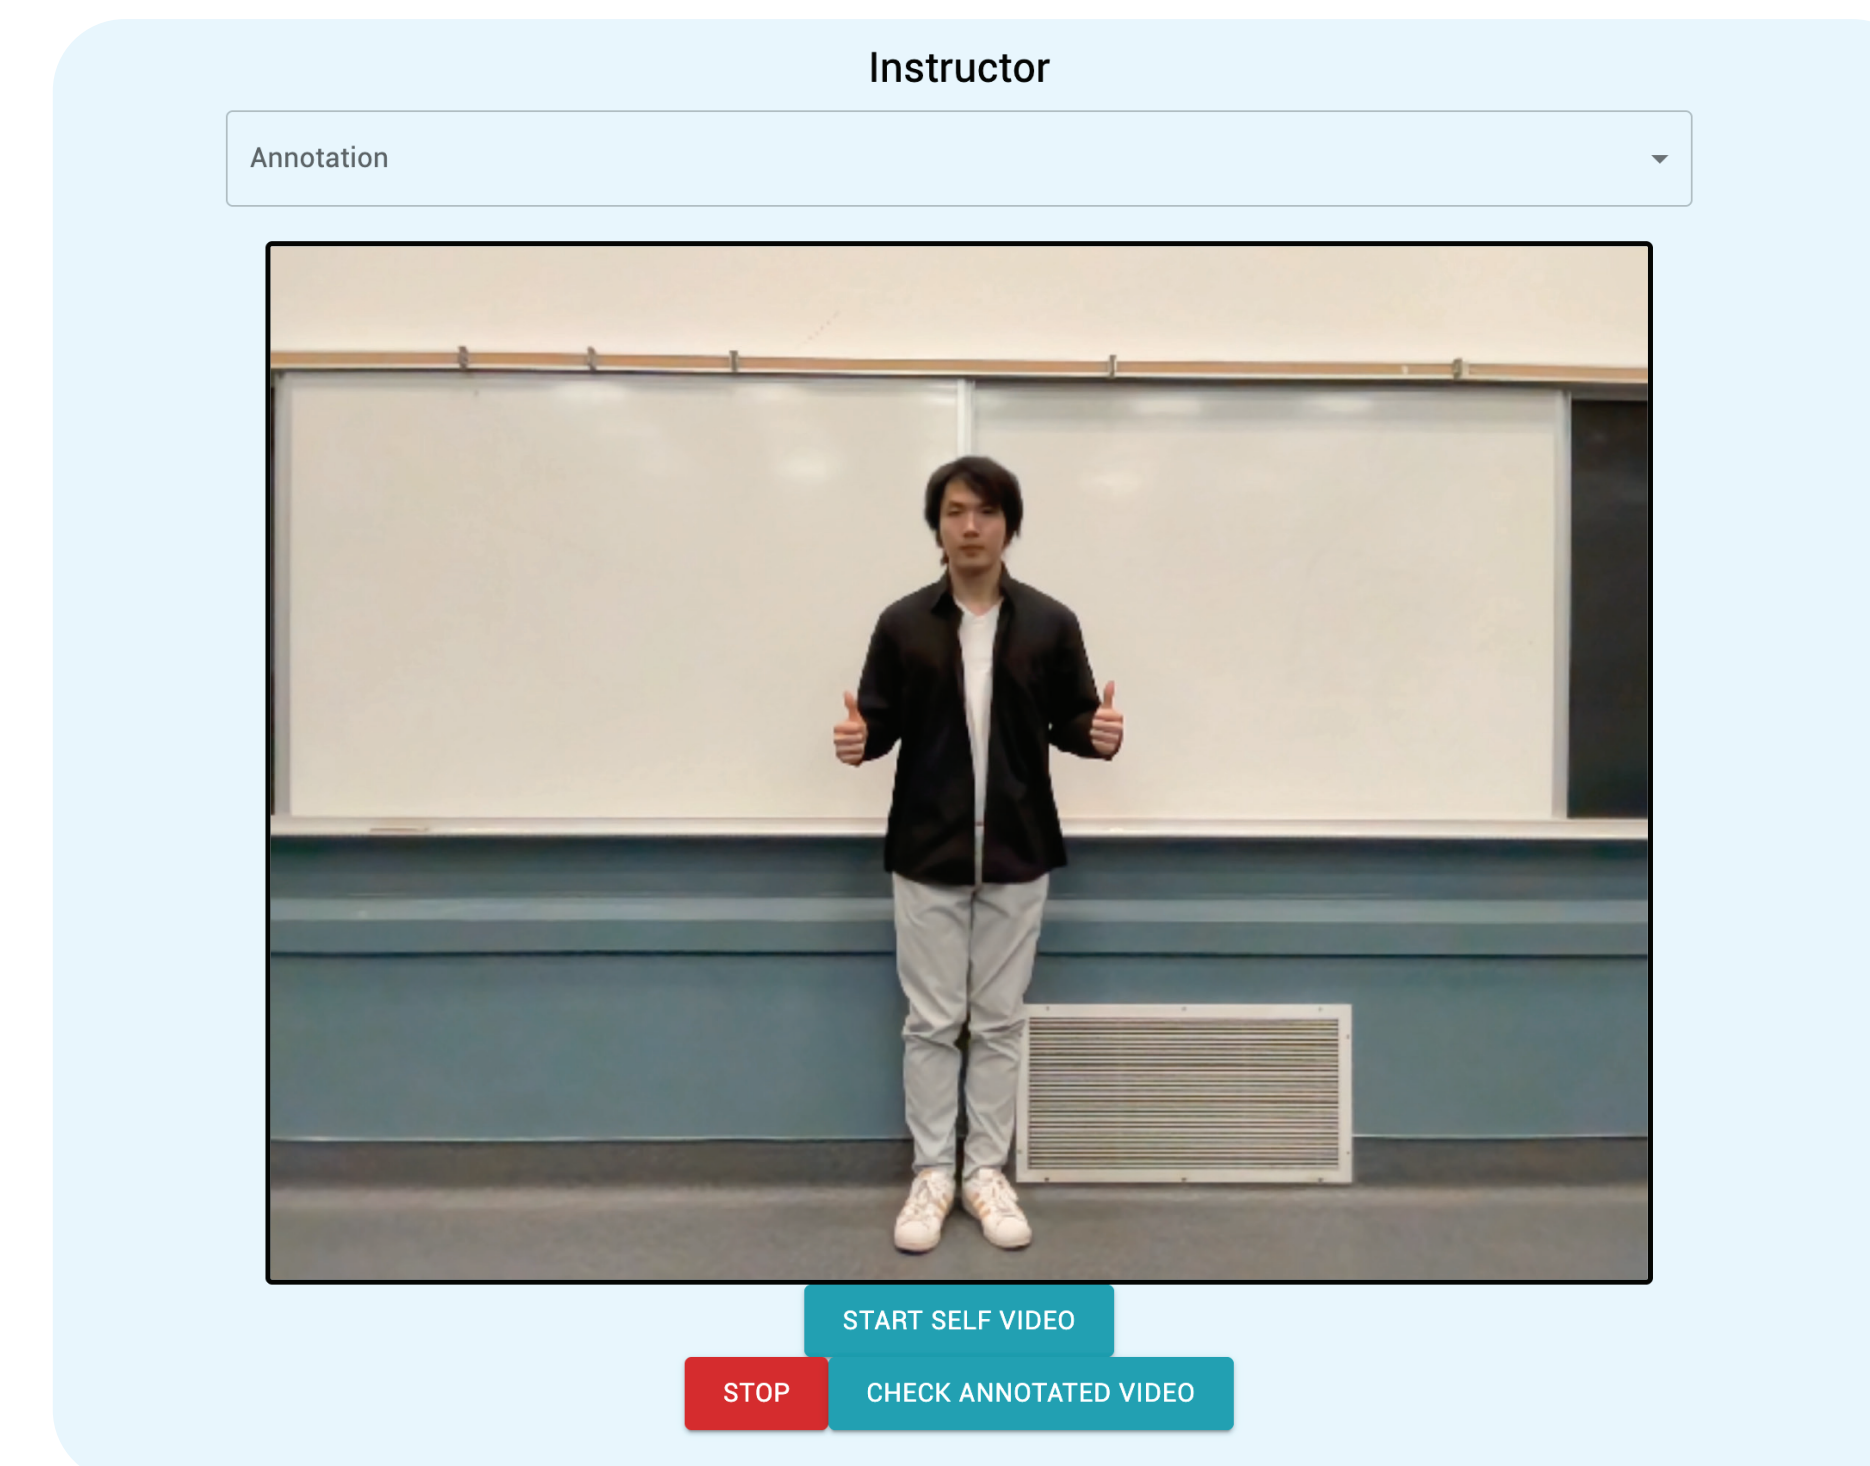 Instructor
Annotation
START SELF VIDEO
STOP
CHECK ANNOTATED VIDEO